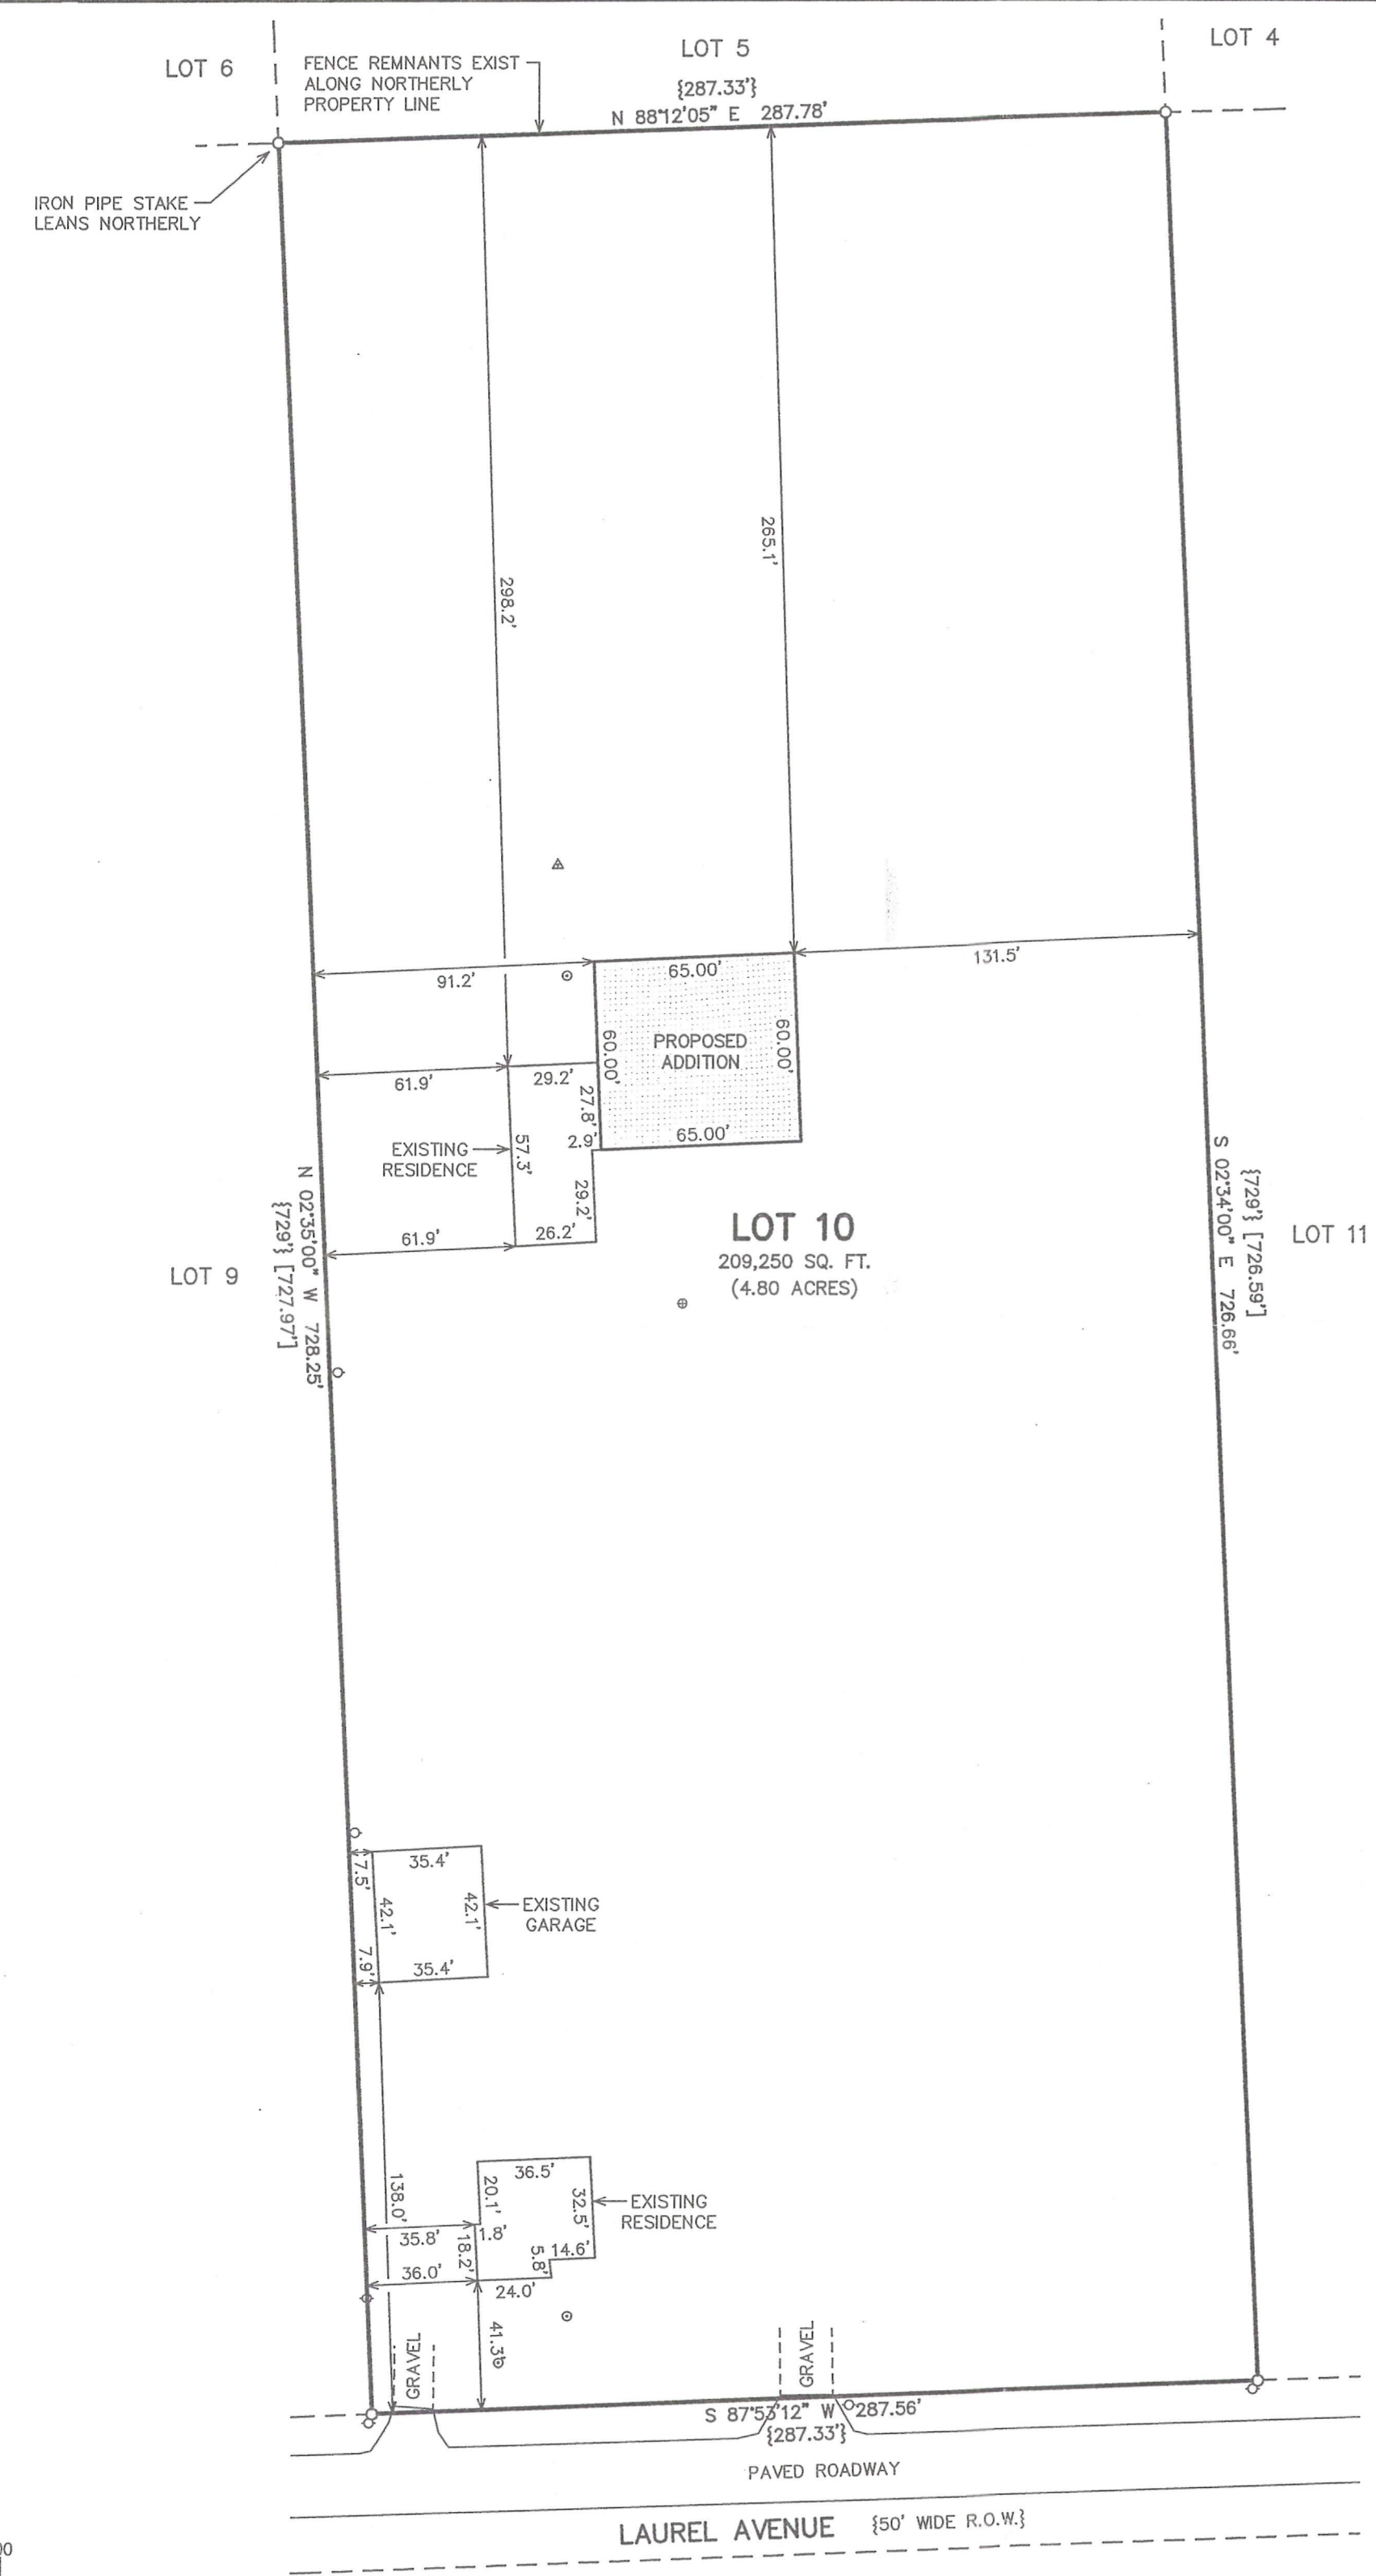 LOT 6
FENCE REMNANTS EXIST
ALONG NORTHERLY
PROPERTY LINE
LOT 5
{287.33'}
N 88°12'05" E 287.78'
LOT 4
IRON PIPE STAKE
LEANS NORTHERLY
298.2'
265.1'
91.2'
65.00'
131.5'
60.00'
PROPOSED
ADDITION
60.00'
61.9'
29.2'
27.8'
EXISTING
RESIDENCE
57.3'
2.9'
65.00'
29.2'
61.9'
26.2'
N 02°35'00" W 728.25'
{729'} [727.97']
LOT 9
LOT 10
209,250 SQ. FT.
(4.80 ACRES)
S 02°34'00" E 726.66'
{729'} [726.59']
LOT 11
7.5'
35.4'
42.1'
42.1'
EXISTING
GARAGE
7.9'
35.4'
138.0'
36.5'
20.1'
32.5'
EXISTING
RESIDENCE
35.8'
1.8'
18.2'
5.8'
14.6'
36.0'
24.0'
41.3'
GRAVEL
GRAVEL
S 87°53'12" W 287.56'
{287.33'}
PAVED ROADWAY
LAUREL AVENUE {50' WIDE R.O.W.}